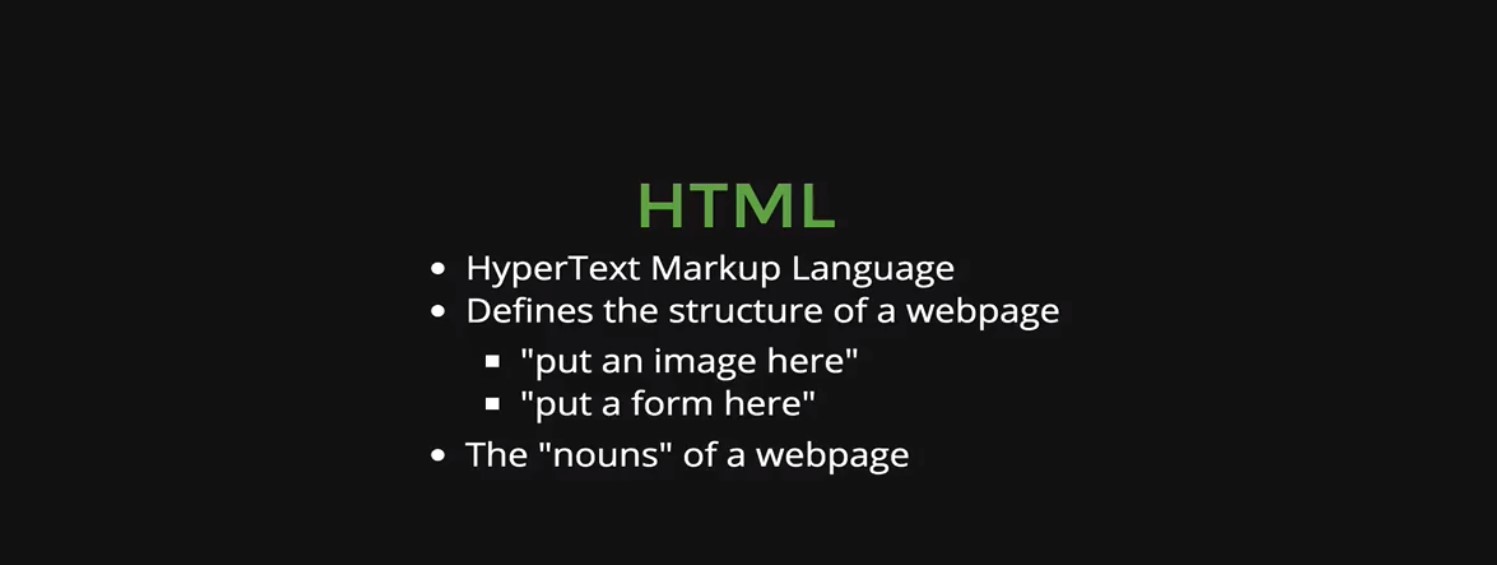 HTML
HyperText Markup Language
Defines the structure of a webpage
"put an image here"
"put a form here"
The "nouns" of a webpage